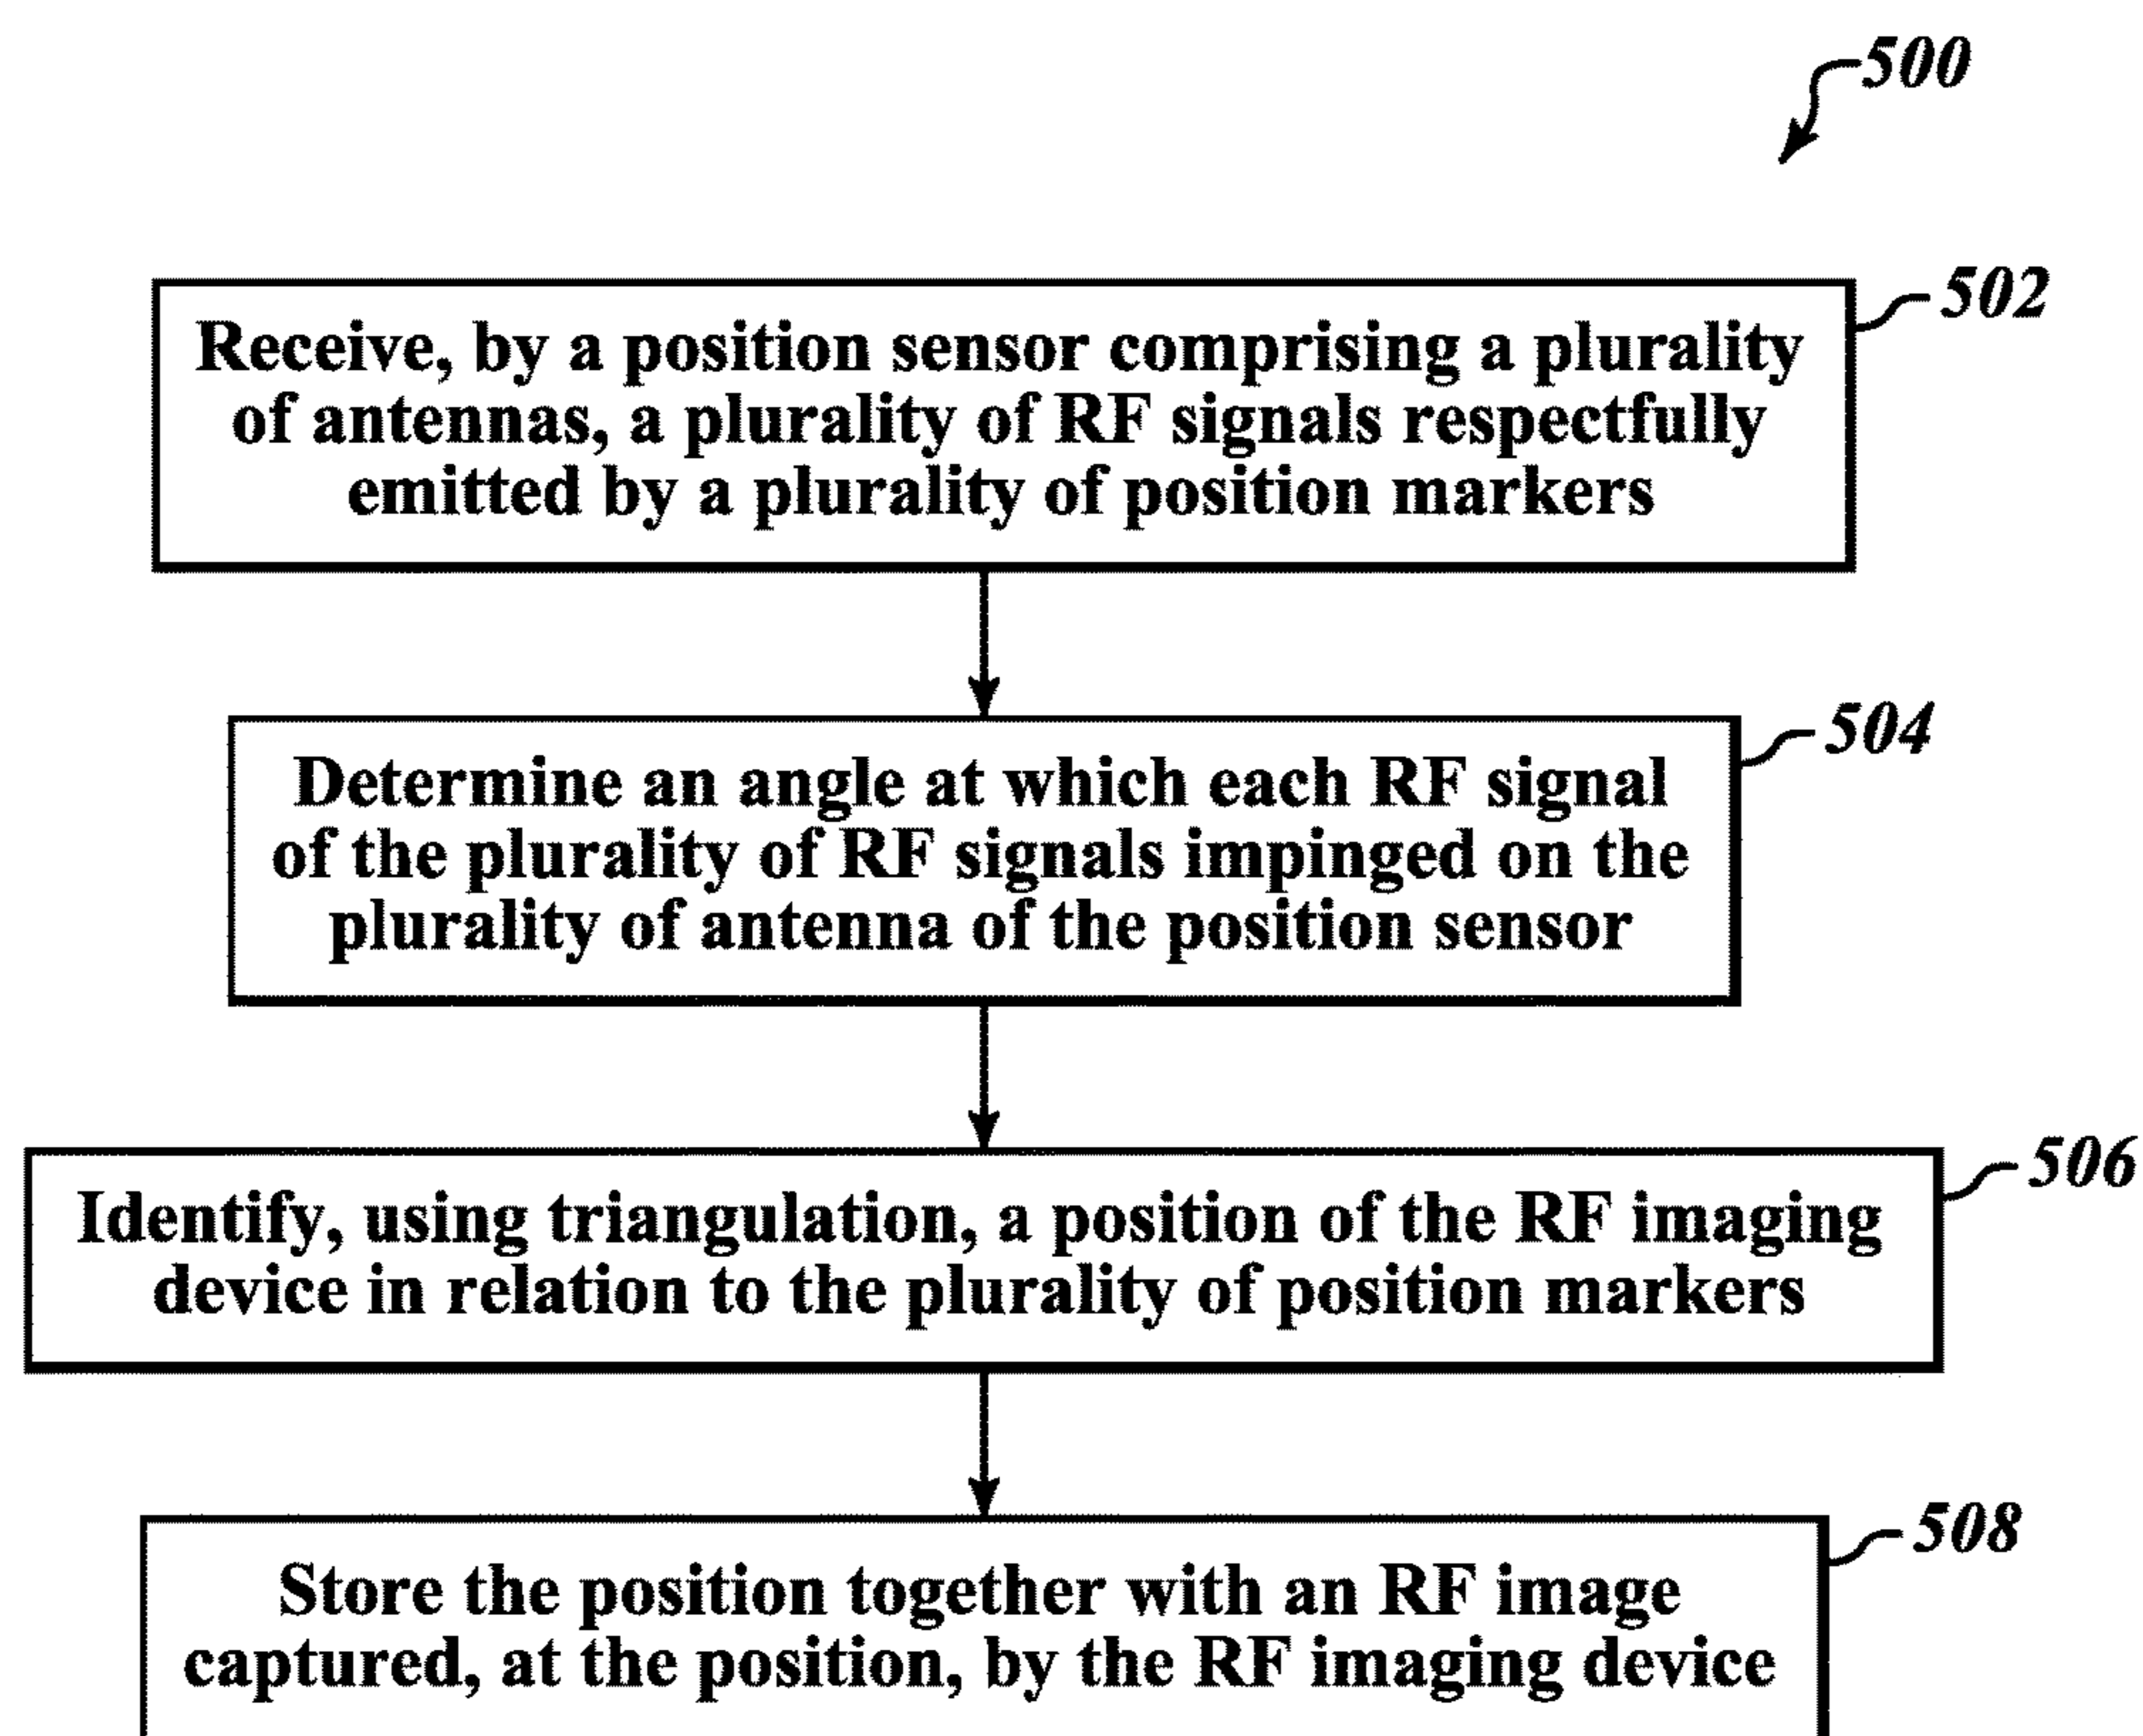 500
502
Receive, by a position sensor comprising a plurality
of antennas, a plurality of RF signals respectfully
emitted by a plurality of position markers
504
Determine an angle at which each RF signal
of the plurality of RF signals impinged on the
plurality of antenna of the position sensor
506
Identify, using triangulation, a position of the RF imaging
device in relation to the plurality of position markers
508
Store the position together with an RF image
captured, at the position, by the RF imaging device